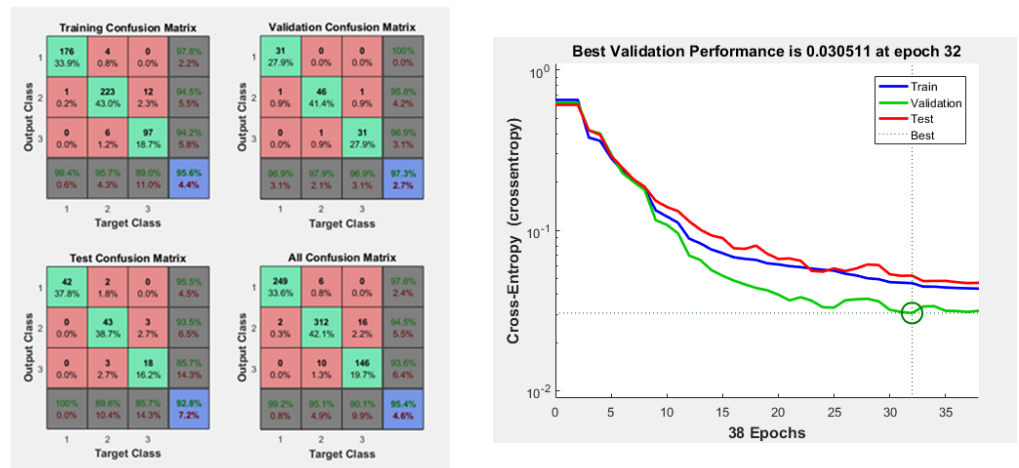 Training Confusion Matrix
176 4 0 97.8%
33.9% 0.8% 0.0% 2.2%
1 223 12 94.5%
0.2% 43.0% 2.3% 5.5%
0 6 97 94.2%
0.0% 1.2% 18.7% 5.8%
99.4% 95.7% 89.0% 95.6%
0.6% 4.3% 11.0% 4.4%
1
2
3
Output Class
1 2 3
Target Class
Validation Confusion Matrix
31 0 0 100%
27.9% 0.0% 0.0% 0.0%
1 46 1 95.8%
0.9% 41.4% 0.9% 4.2%
0 1 31 96.9%
0.0% 0.9% 27.9% 3.1%
96.9% 97.9% 96.9% 97.3%
3.1% 2.1% 3.1% 2.7%
1
2
3
Output Class
1 2 3
Target Class
Test Confusion Matrix
42 2 0 95.5%
37.8% 1.8% 0.0% 4.5%
0 43 3 93.5%
0.0% 38.7% 2.7% 6.5%
0 3 18 85.7%
0.0% 2.7% 16.2% 14.3%
100% 89.6% 85.7% 92.8%
0.0% 10.4% 14.3% 7.2%
1
2
3
Output Class
1 2 3
Target Class
All Confusion Matrix
249 6 0 97.6%
33.6% 0.8% 0.0% 2.4%
2 312 16 94.5%
0.3% 42.1% 2.2% 5.5%
0 10 146 93.6%
0.0% 1.3% 19.7% 6.4%
99.2% 95.1% 90.1% 95.4%
0.8% 4.9% 9.9% 4.6%
1
2
3
Output Class
1 2 3
Target Class
Best Validation Performance is 0.030511 at epoch 32
10^0
10^-1
10^-2
Cross-Entropy (crossentropy)
Train
Validation
Test
Best
0 5 10 15 20 25 30 35
38 Epochs